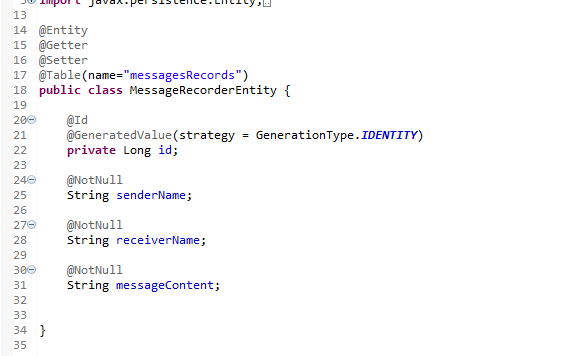 import javax.persistence.Entity;
13
14 @Entity
15 @Getter
16 @Setter
17 @Table(name="messagesRecords")
18 public class MessageRecorderEntity {
19
20 @Id
21 @GeneratedValue(strategy = GenerationType.IDENTITY)
22 private Long id;
23
24 @NotNull
25 String senderName;
26
27 @NotNull
28 String receiverName;
29
30 @NotNull
31 String messageContent;
32
33
34 }
35